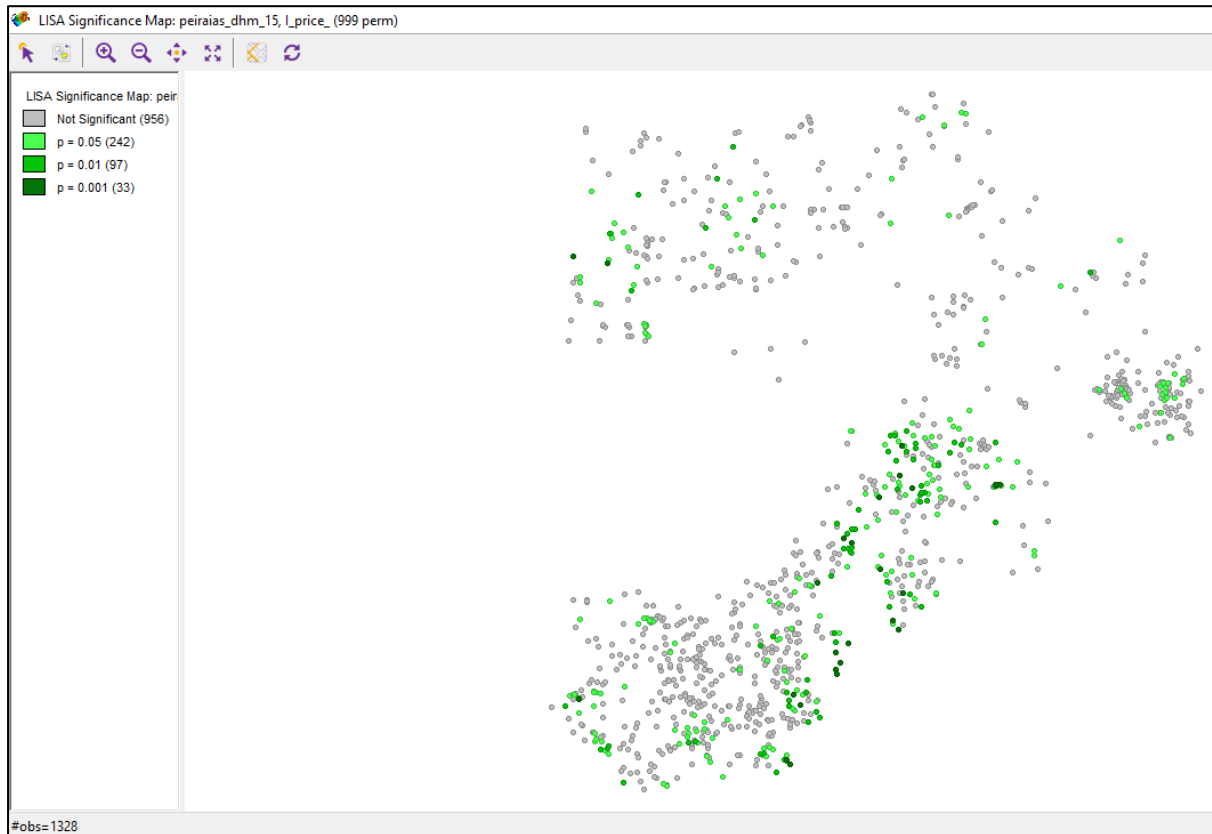 LISA Significance Map: peiraias_dhm_15, I_price_ (999 perm)
LISA Significance Map: peir
Not Significant (956)
p = 0.05 (242)
p = 0.01 (97)
p = 0.001 (33)
#obs=1328